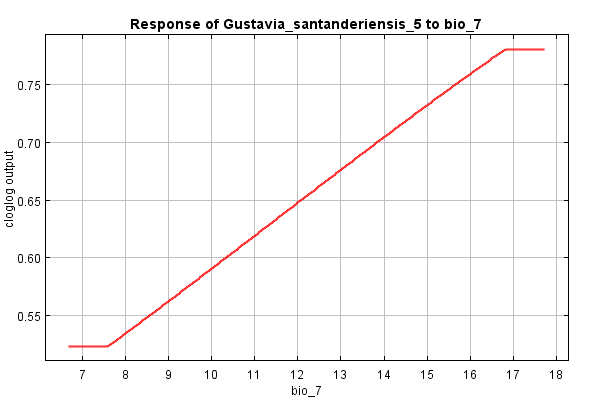 Response of Gustavia_santanderiensis_5 to bio_7
cloglog output
0.75
0.70
0.65
0.60
0.55
7 8 9 10 11 12 13 14 15 16 17 18
bio_7